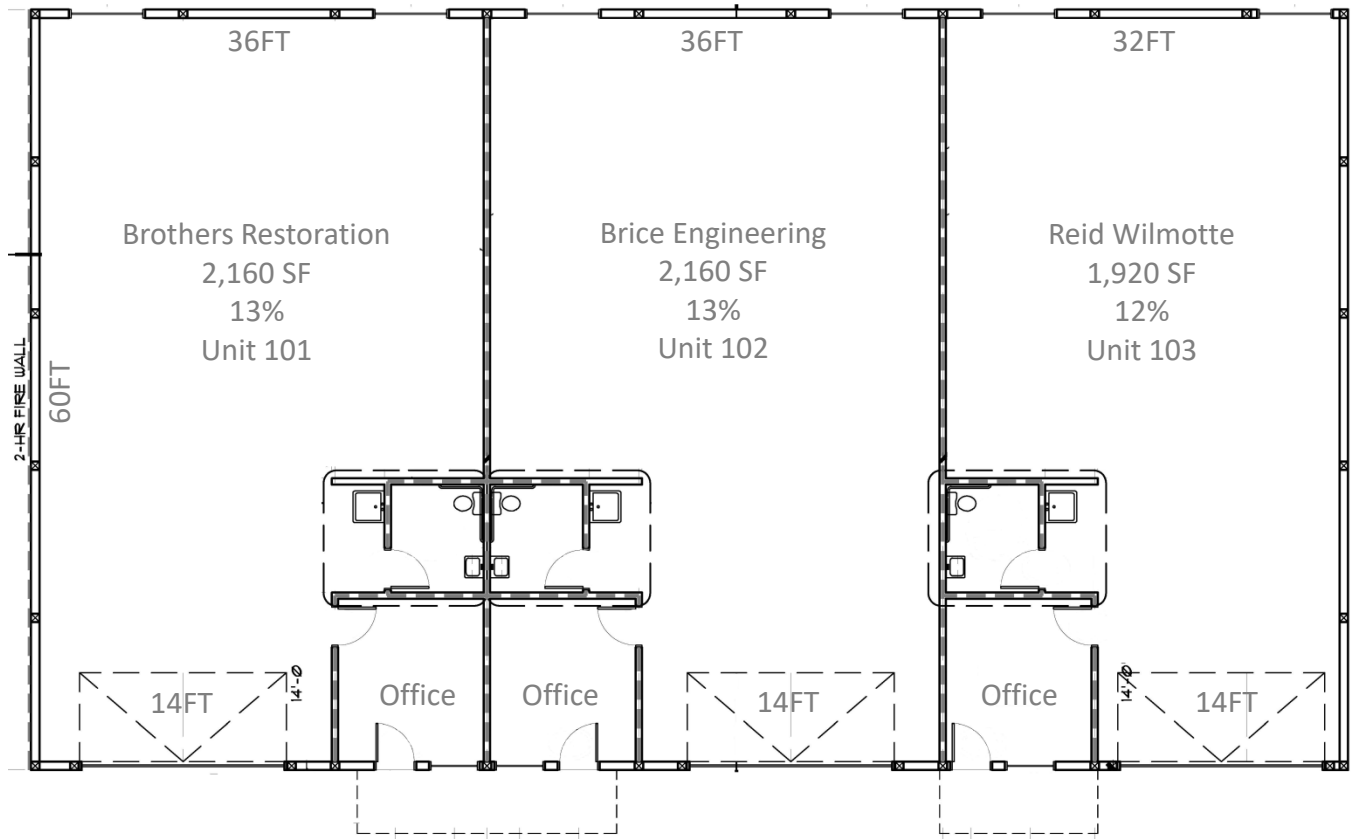 36FT
36FT
32FT
Brothers Restoration
2,160 SF
13%
Unit 101
Brice Engineering
2,160 SF
13%
Unit 102
Reid Wilmotte
1,920 SF
12%
Unit 103
2-HR FIRE WALL
60FT
14FT
14'-0
Office
Office
14FT
Office
14'-0
14FT